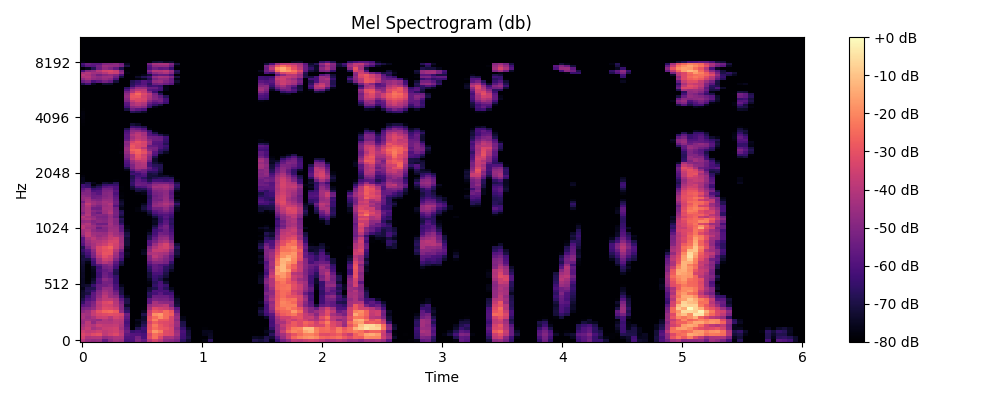 Mel Spectrogram (db)
8192
4096
2048
1024
512
0
Hz
0 1 2 3 4 5 6
Time
+0 dB
-10 dB
-20 dB
-30 dB
-40 dB
-50 dB
-60 dB
-70 dB
-80 dB